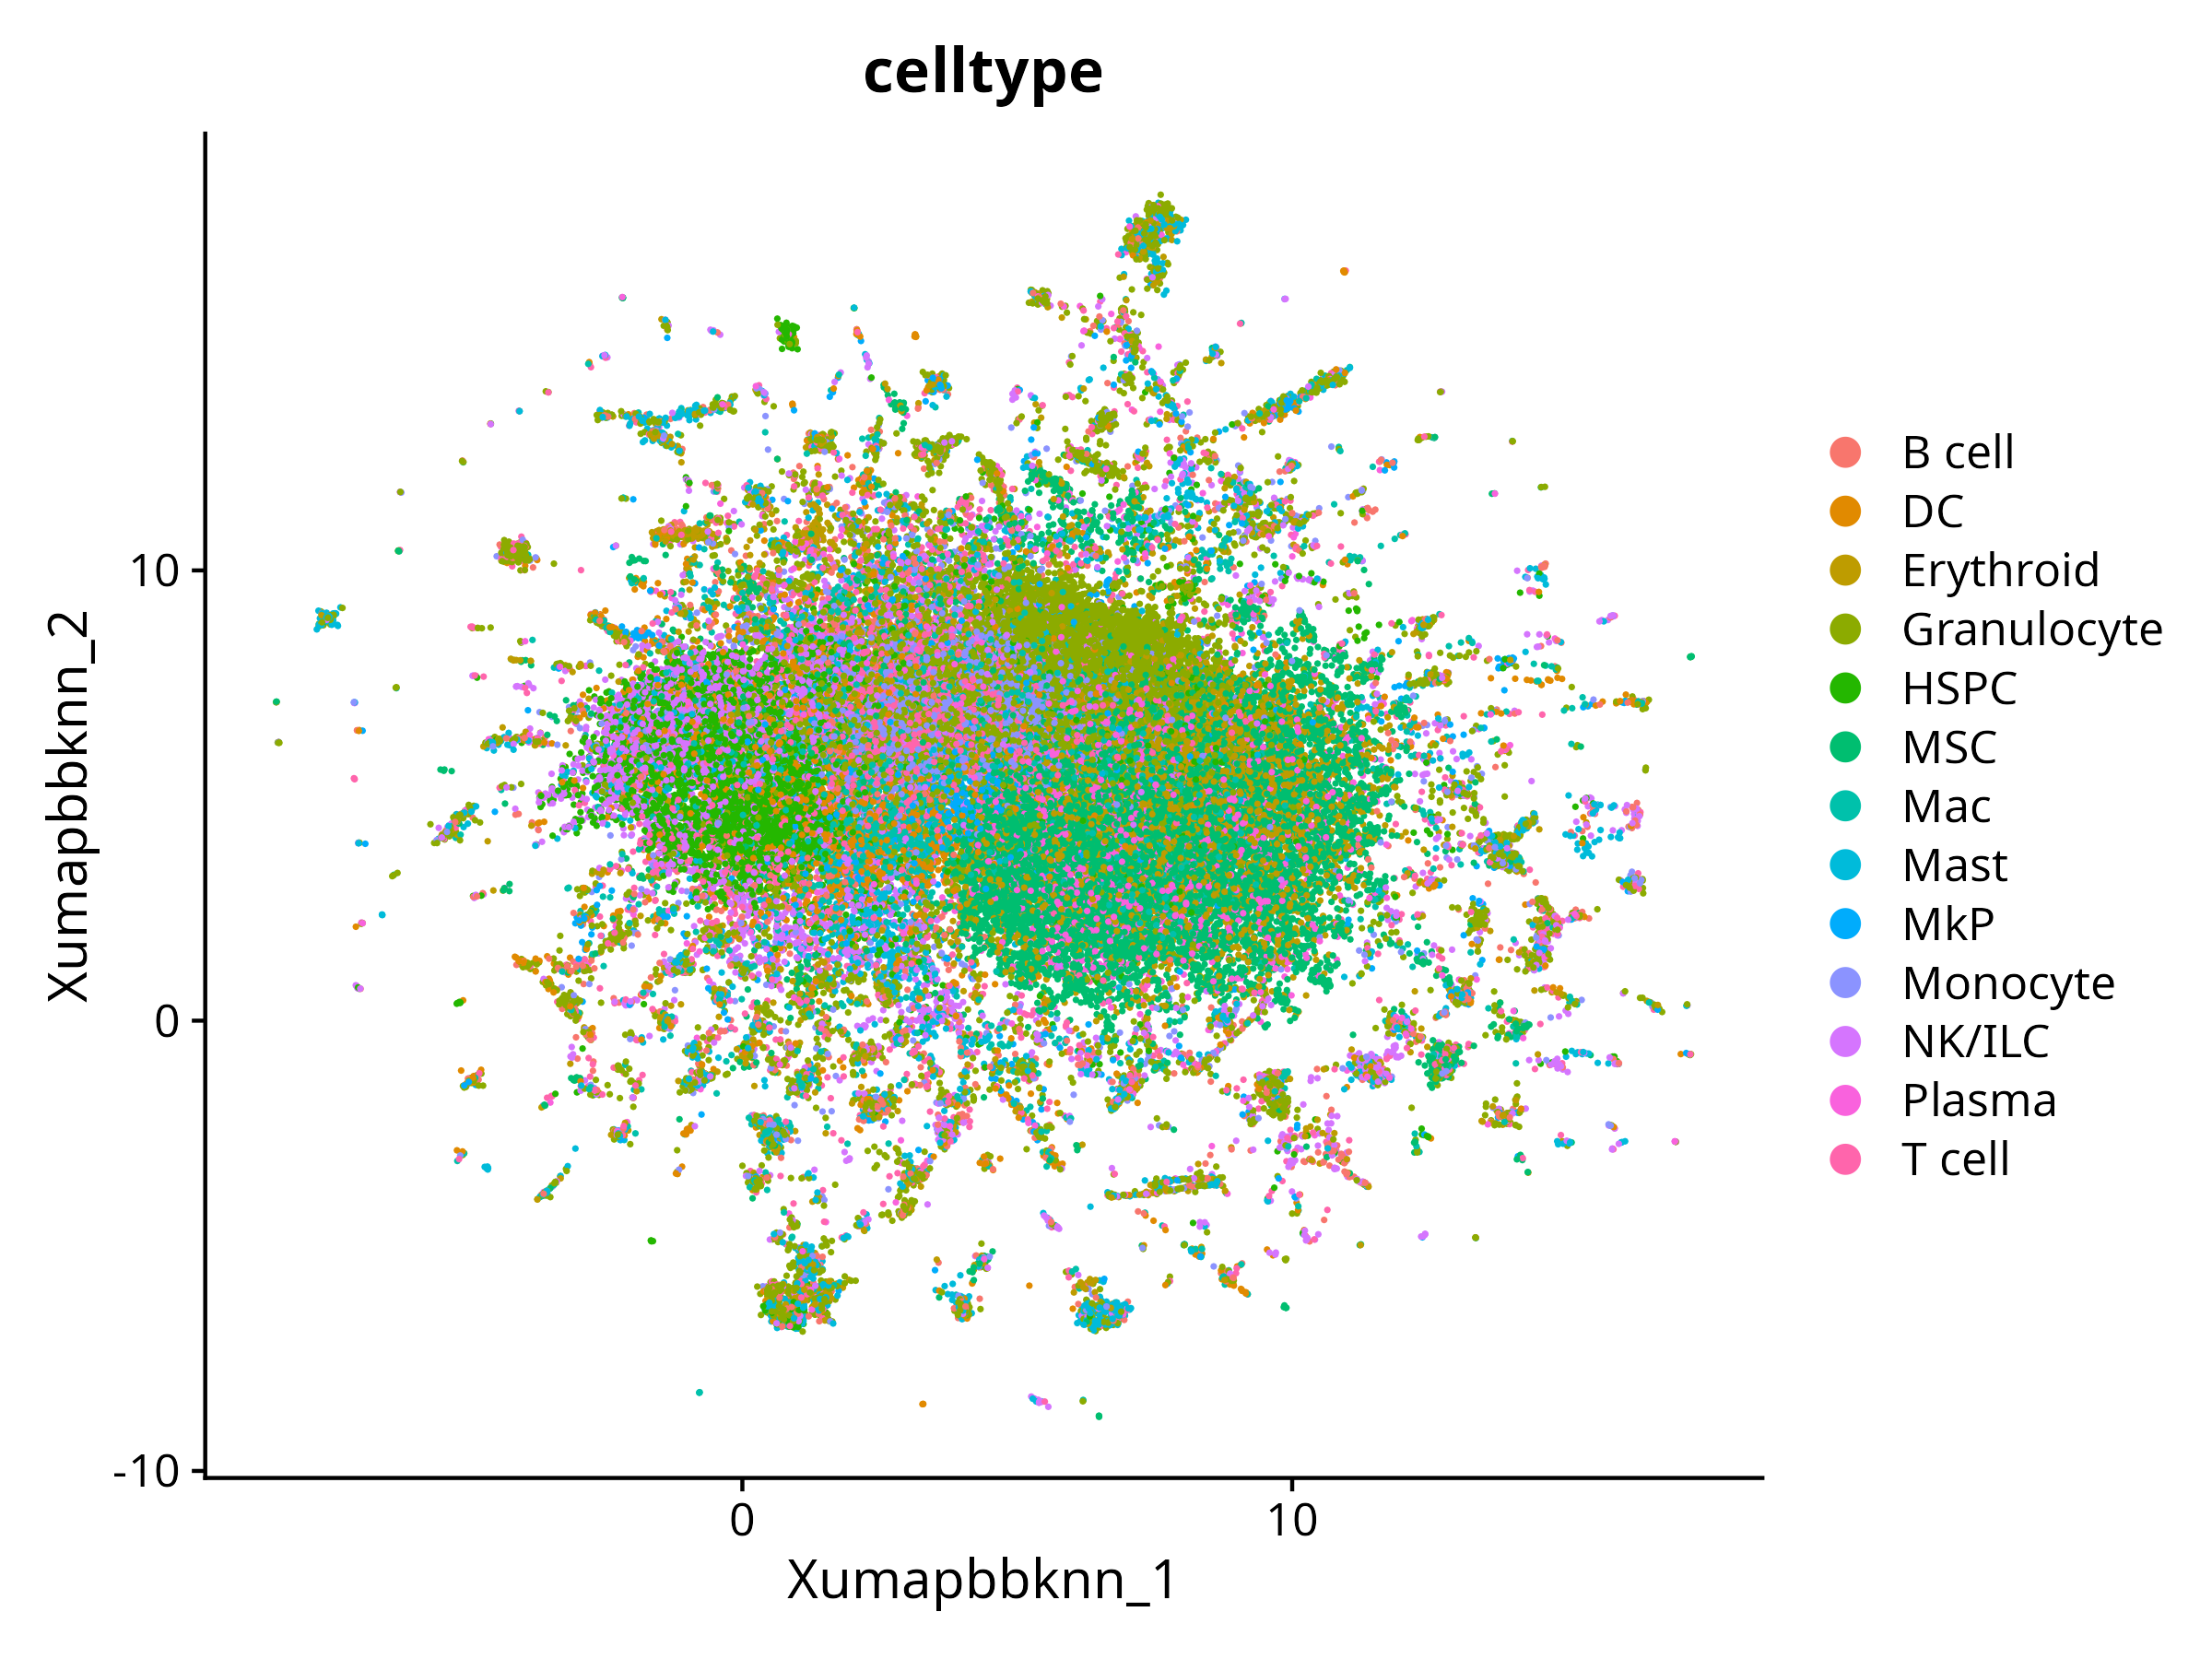 celltype
Xumapbbknn_2
10
0
-10
0
10
Xumapbbknn_1
B cell
DC
Erythroid
Granulocyte
HSPC
MSC
Mac
Mast
MkP
Monocyte
NK/ILC
Plasma
T cell